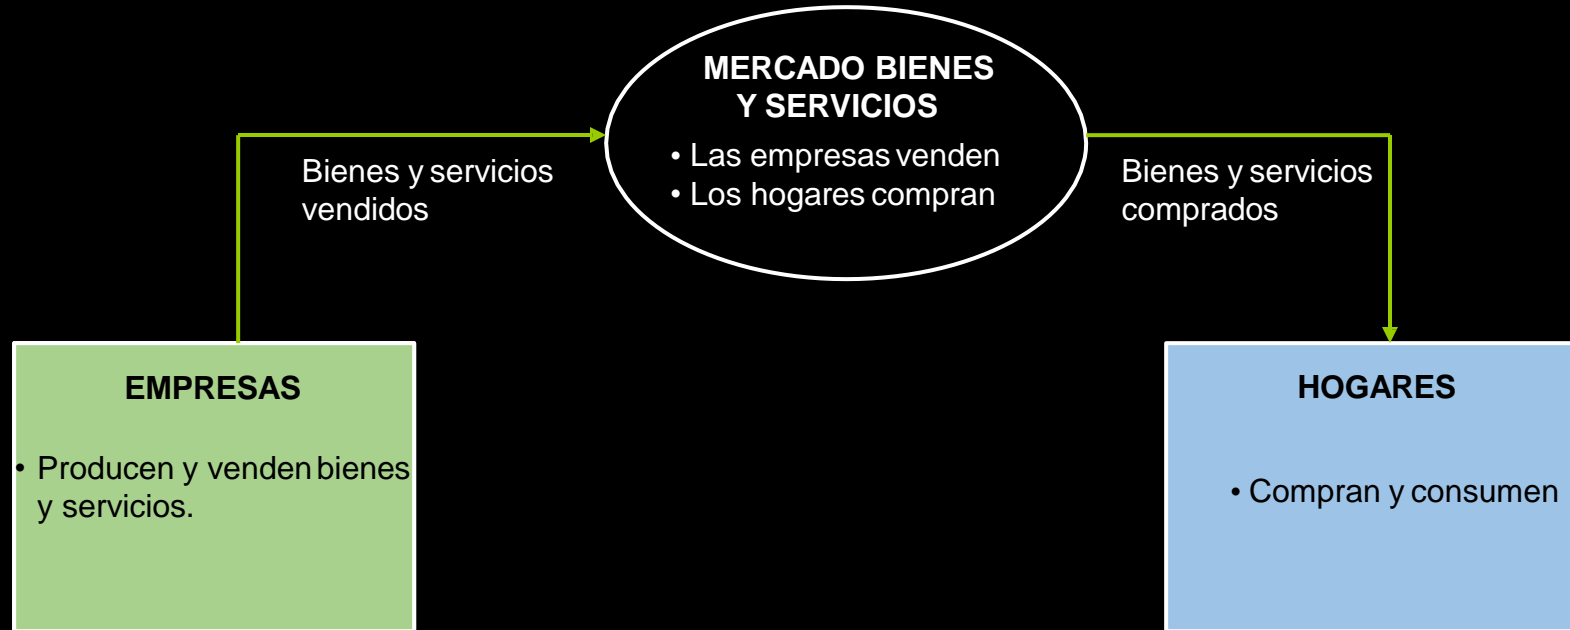 MERCADO BIENES
Y SERVICIOS
• Las empresas venden
• Los hogares compran
Bienes y servicios
vendidos
Bienes y servicios
comprados
EMPRESAS
• Producen y venden bienes
y servicios.
HOGARES
• Compran y consumen